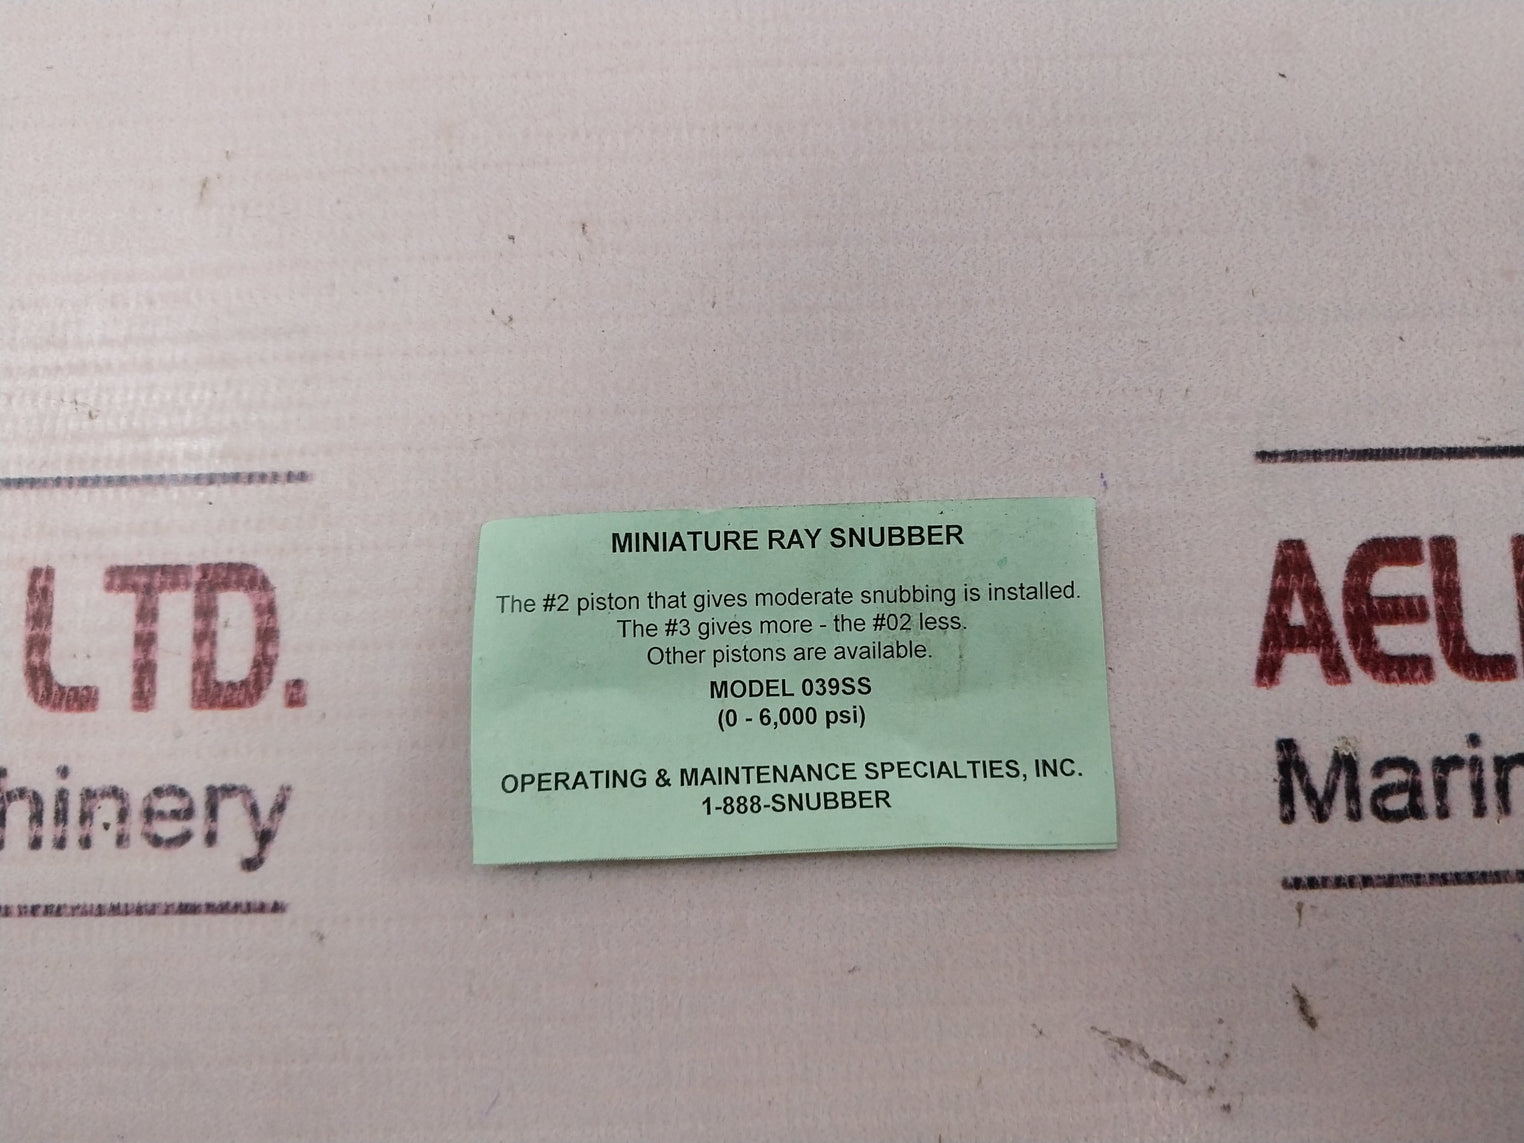 MINIATURE RAY SNUBBER
The #2 piston that gives moderate snubbing is installed.
The #3 gives more - the #02 less.
Other pistons are available.
MODEL 039SS
(0 - 6,000 psi)
OPERATING & MAINTENANCE SPECIALTIES, INC.
1-888-SNUBBER
LTD.
hinery
AEL
Marin